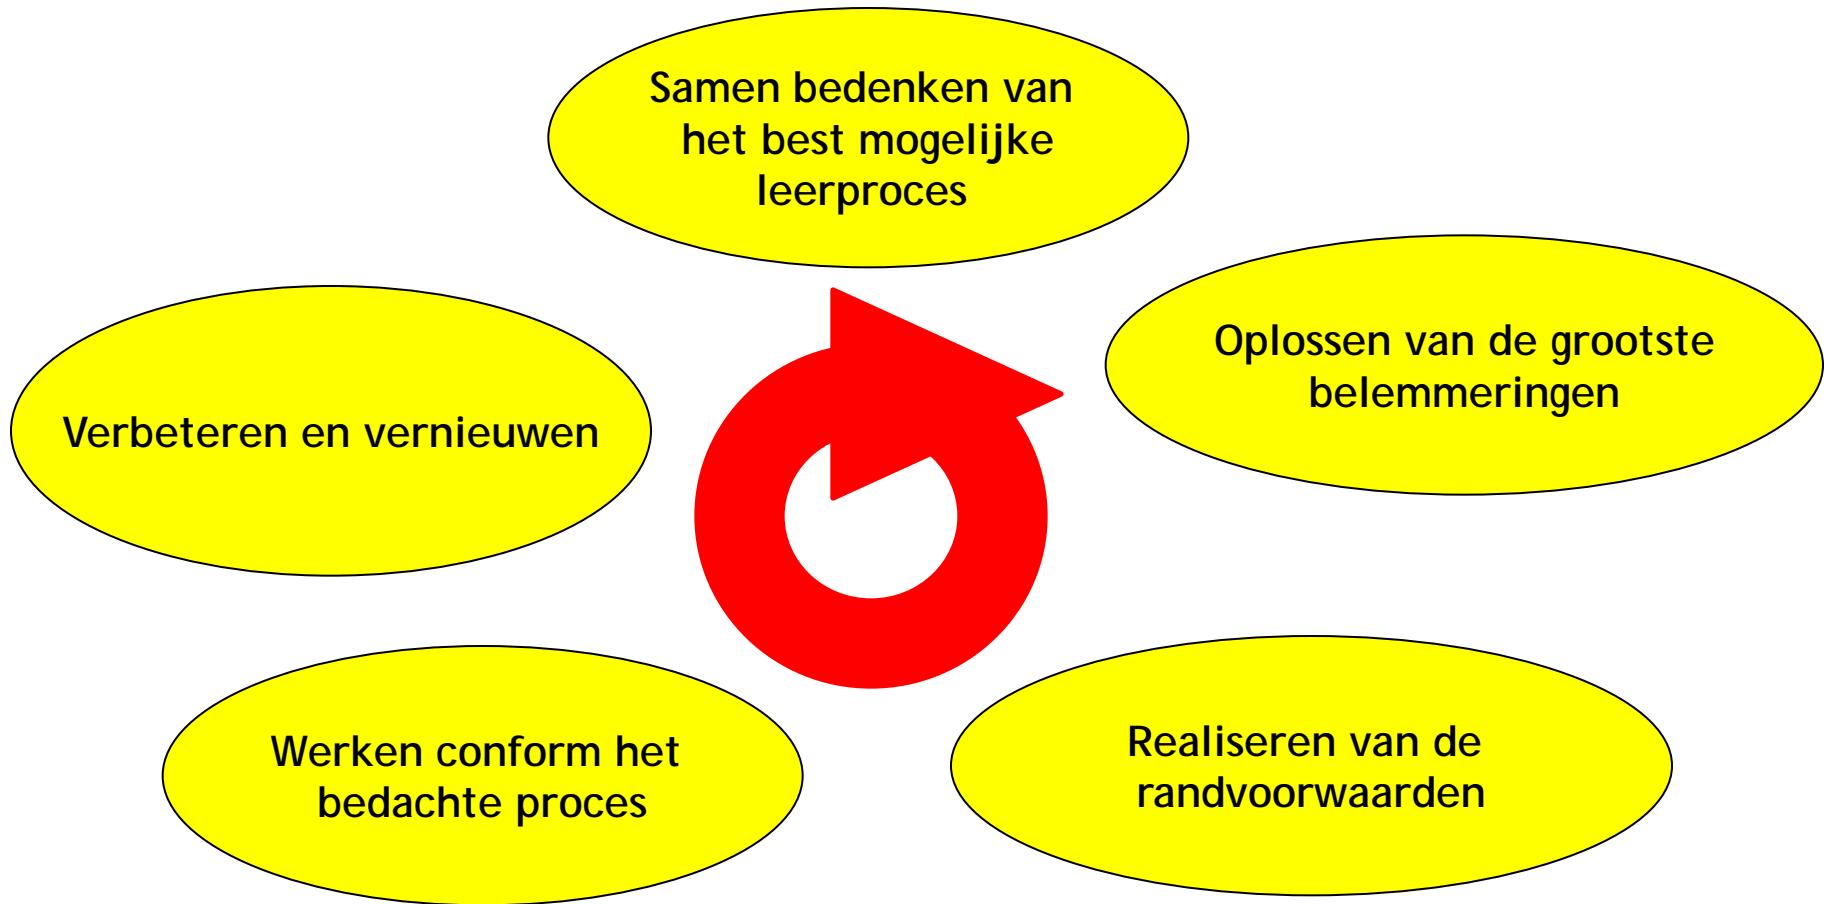 Samen bedenken van
het best mogelijke
leerproces
Oplossen van de grootste
belemmeringen
Verbeteren en vernieuwen
Realiseren van de
randvoorwaarden
Werken conform het
bedachte proces